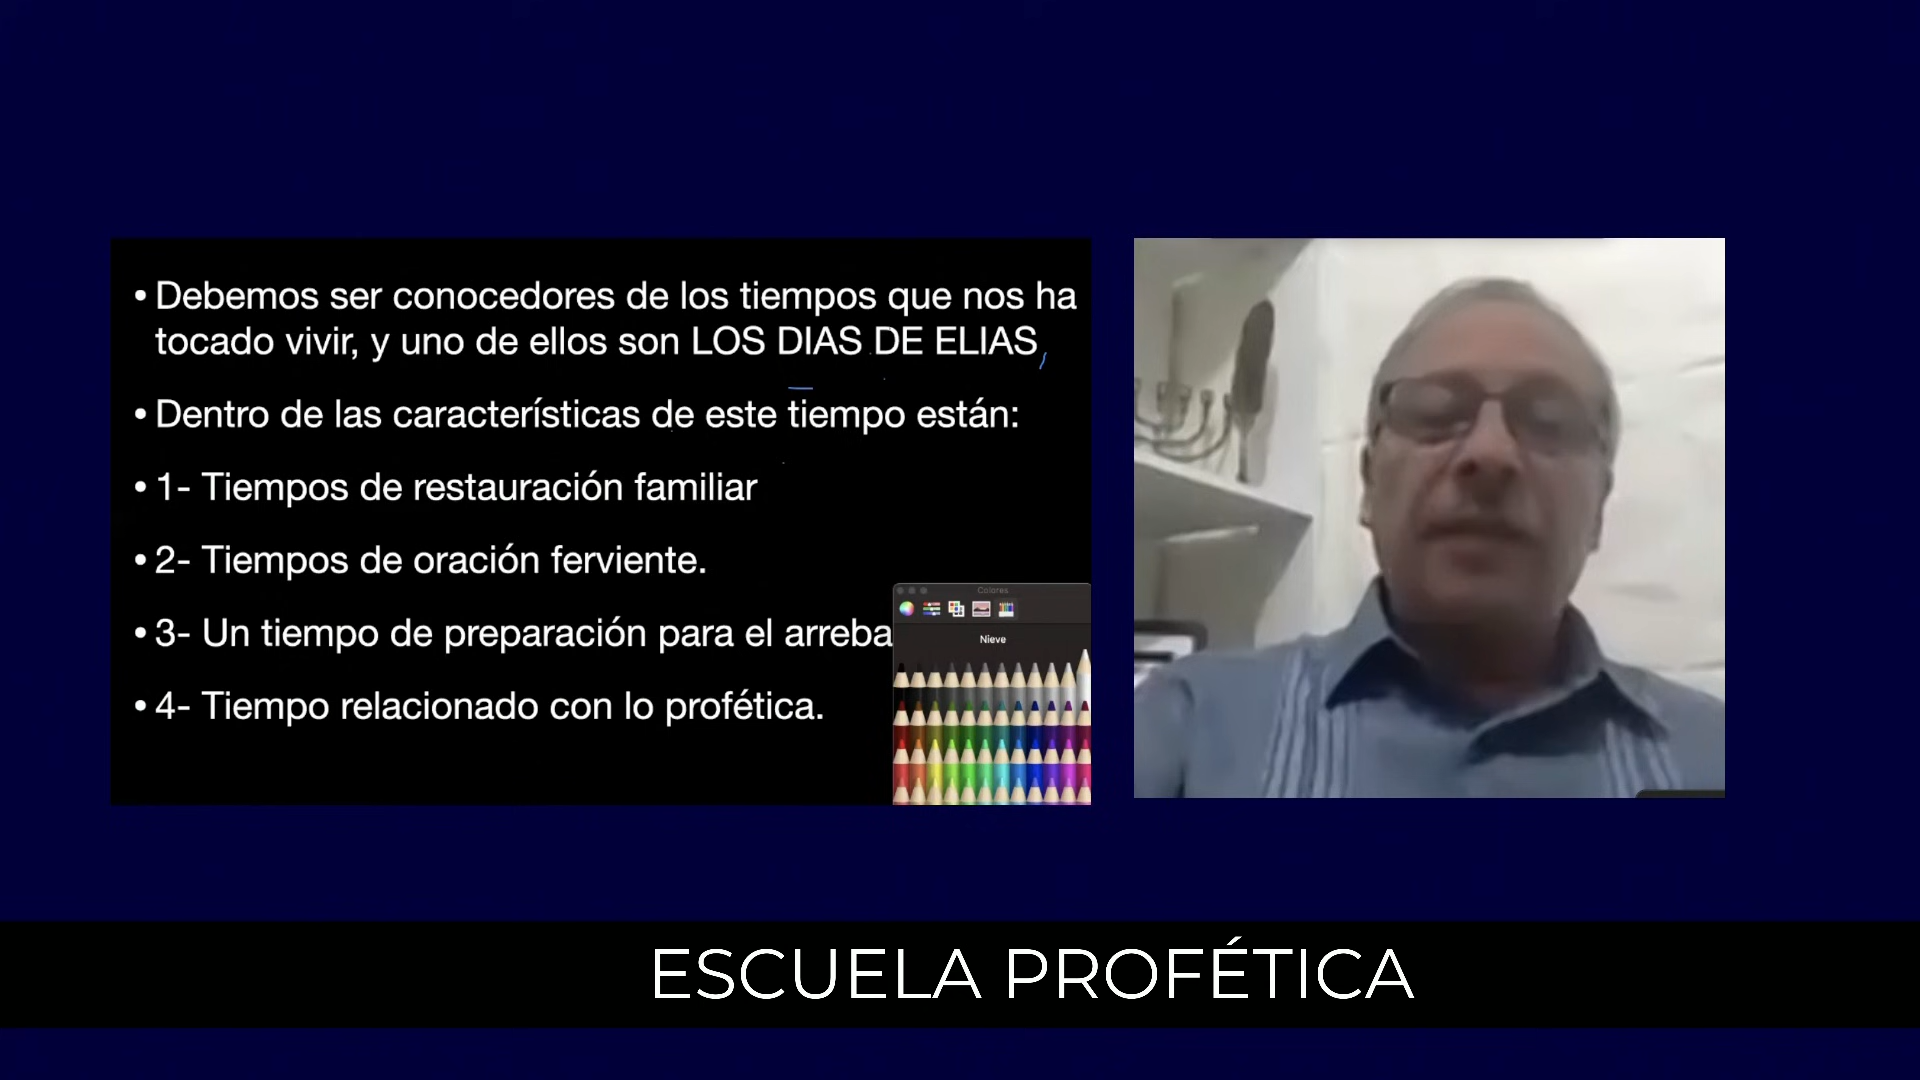 • Debemos ser conocedores de los tiempos que nos ha
tocado vivir, y uno de ellos son LOS DIAS DE ELIAS
• Dentro de las características de este tiempo están:
• 1- Tiempos de restauración familiar
• 2- Tiempos de oración ferviente.
• 3- Un tiempo de preparación para el arreba
• 4- Tiempo relacionado con lo profética.
Colores
Nieve
ESCUELA PROFÉTICA